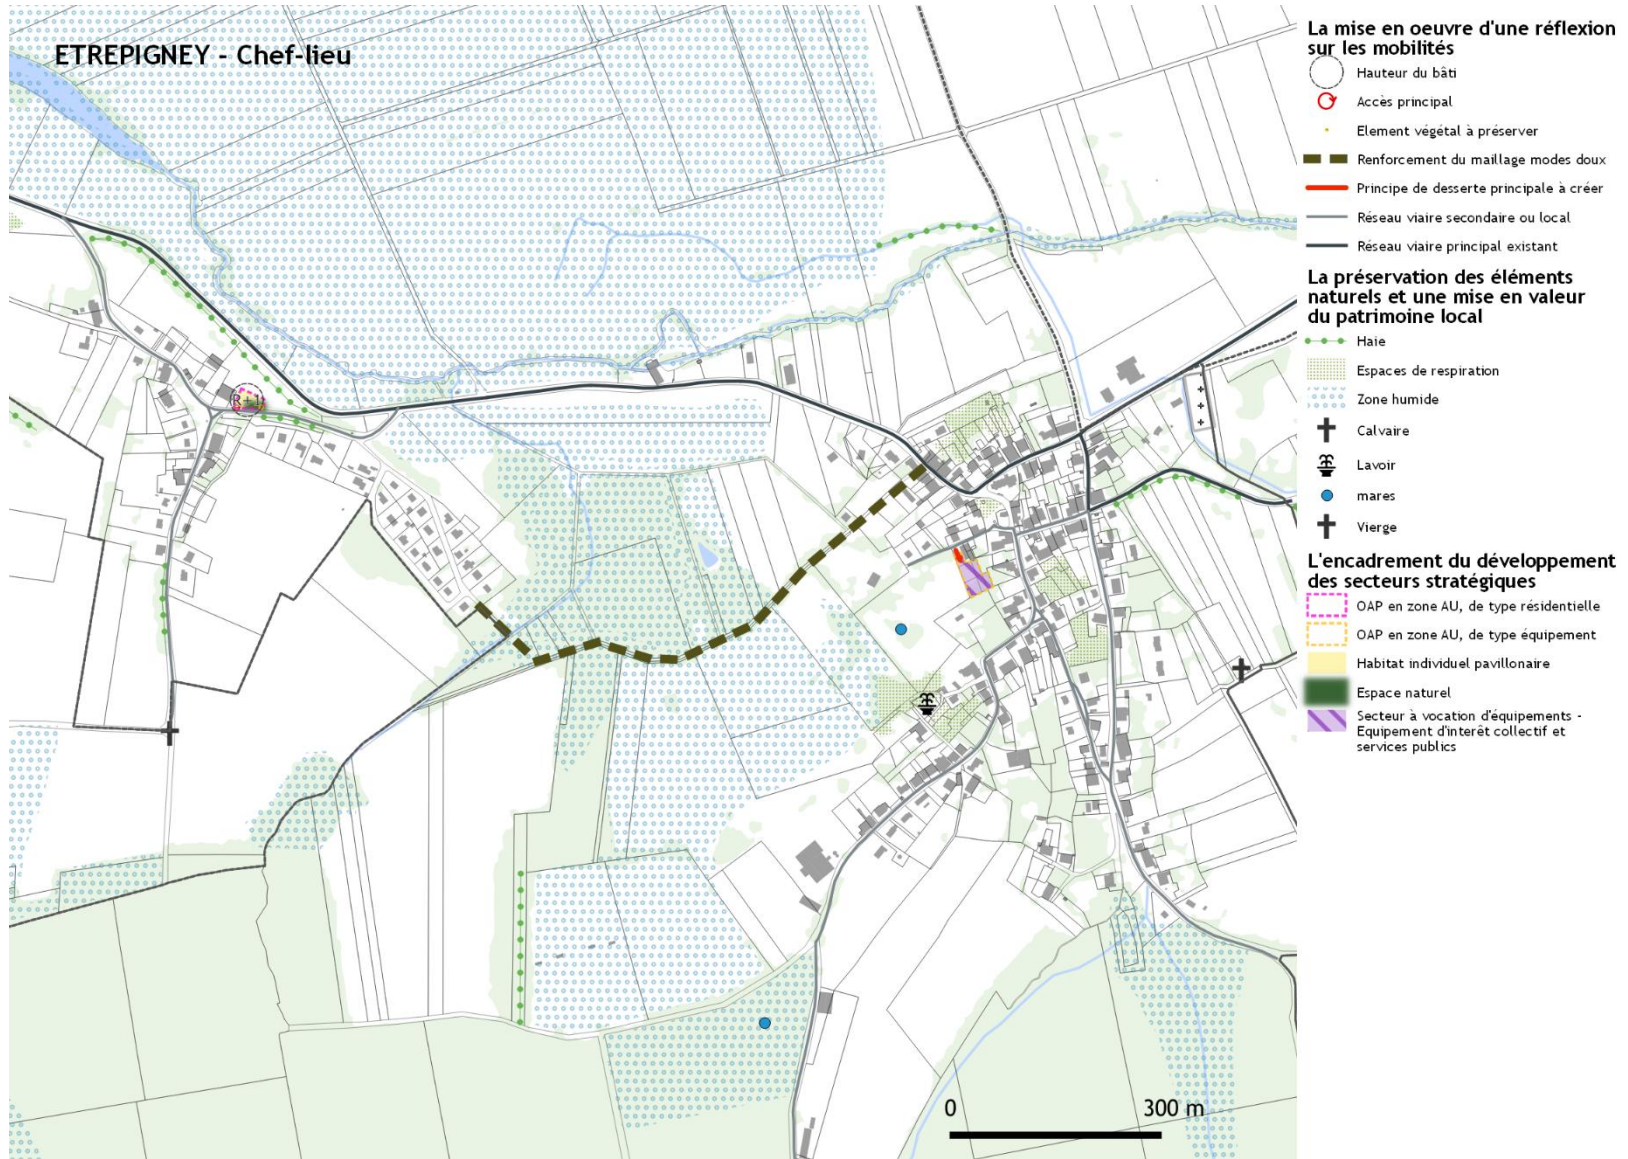 ETREPIGNEY - Chef-lieu
R+1
0 300 m
La mise en oeuvre d'une réflexion
sur les mobilités
Hauteur du bâti
Accès principal
Element végétal à préserver
Renforcement du maillage modes doux
Principe de desserte principale à créer
Réseau viaire secondaire ou local
Réseau viaire principal existant
La préservation des éléments
naturels et une mise en valeur
du patrimoine local
Haie
Espaces de respiration
Zone humide
Calvaire
Lavoir
mares
Vierge
L'encadrement du développement
des secteurs stratégiques
OAP en zone AU, de type résidentielle
OAP en zone AU, de type équipement
Habitat individuel pavillonaire
Espace naturel
Secteur à vocation d'équipements -
Equipement d'interêt collectif et
services publics